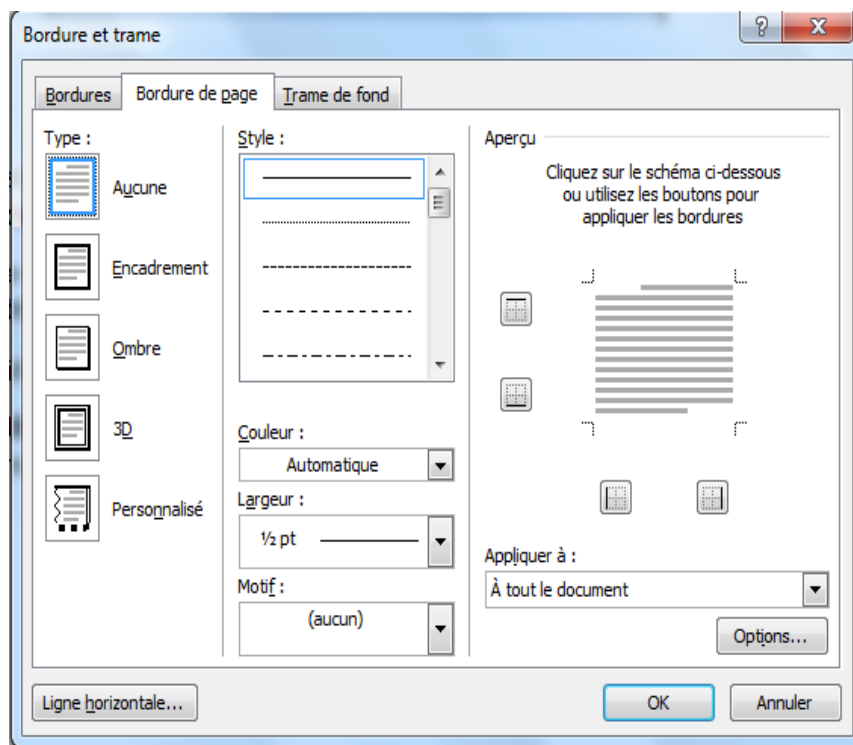 Bordure et trame
?
X
Bordures
Bordure de page
Trame de fond
Type :
Aucune
Encadrement
Ombre
3D
Personnalisé
Style :
Couleur :
Automatique
Largeur :
½ pt
Motif :
(aucun)
Aperçu
Cliquez sur le schéma ci-dessous
ou utilisez les boutons pour
appliquer les bordures
Appliquer à :
À tout le document
Options...
Ligne horizontale...
OK
Annuler